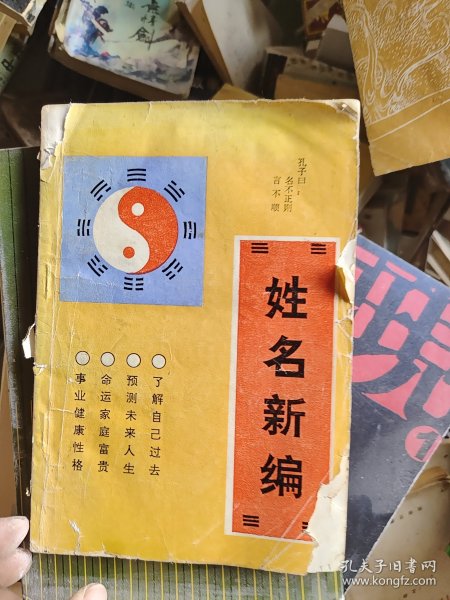 孔子曰：
名不正则
言不顺
姓名新编
了解自己过去
预测未来人生
命运家庭富贵
事业健康性格
孔夫子旧书网
www.kongfz.com